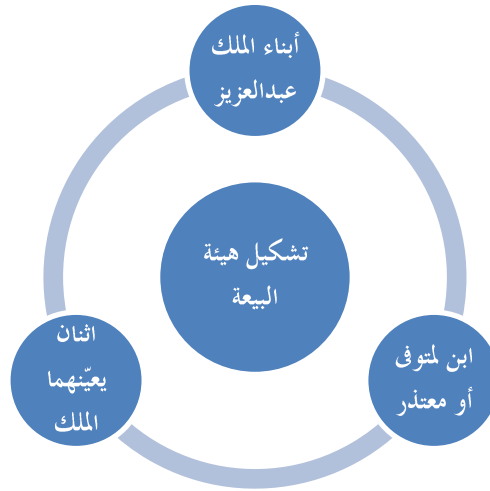 أبناء الملك
عبدالعزيز
تشكيل هيئة
البيعة
ابن لمتوفى
أو معتذر
اثنان
يعيّنهما
الملك